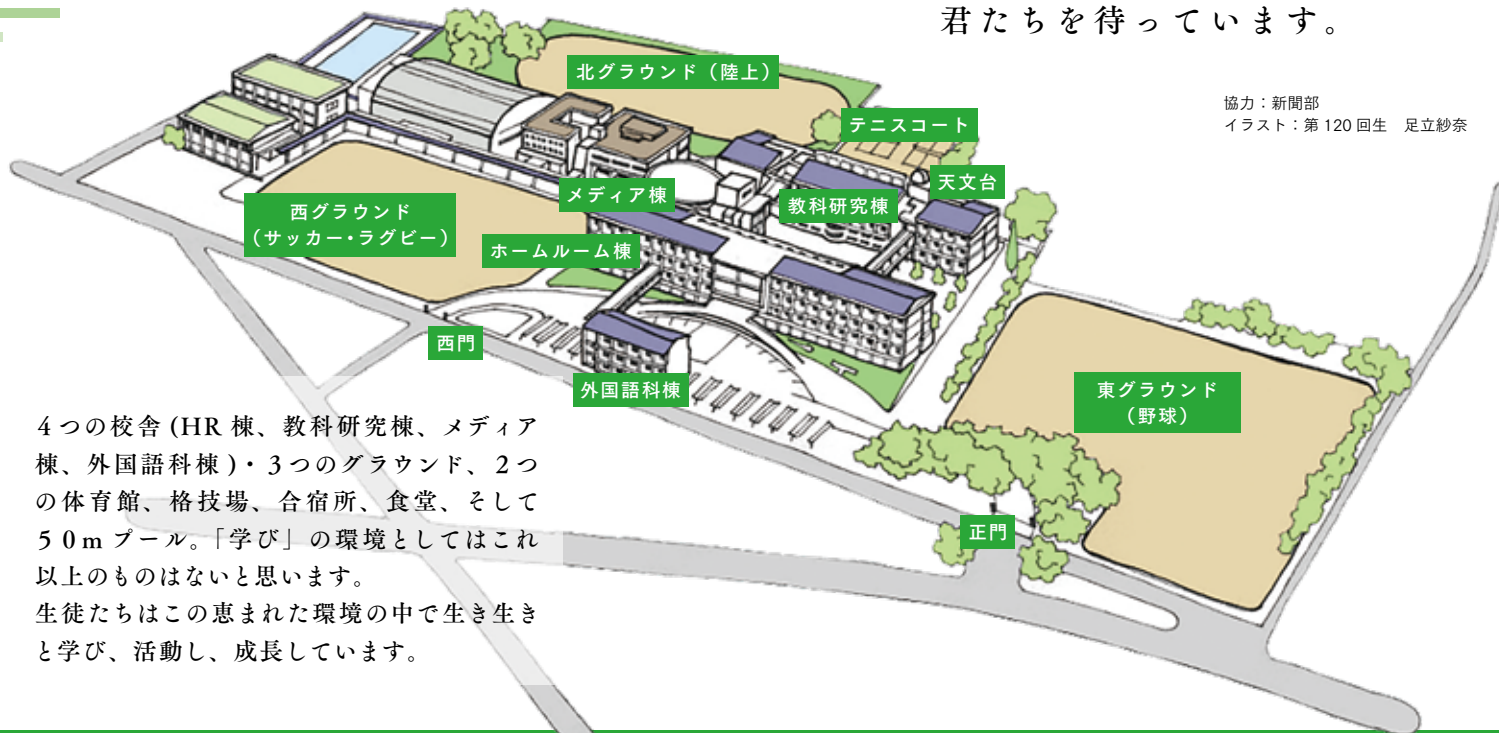 君たちを待っています。
協力：新聞部
イラスト：第 120 回生　足立紗奈
北グラウンド（陸上）
テニスコート
天文台
メディア棟
教科研究棟
西グラウンド
（サッカー・ラグビー）
ホームルーム棟
西門
外国語科棟
東グラウンド
（野球）
正門
４つの校舎 (HR 棟、教科研究棟、メディア
棟、外国語科棟 )・３つのグラウンド、２つ
の体育館、格技場、合宿所、食堂、そして
５０ｍプール。「学び」の環境としてはこれ
以上のものはないと思います。
生徒たちはこの恵まれた環境の中で生き生き
と学び、活動し、成長しています。